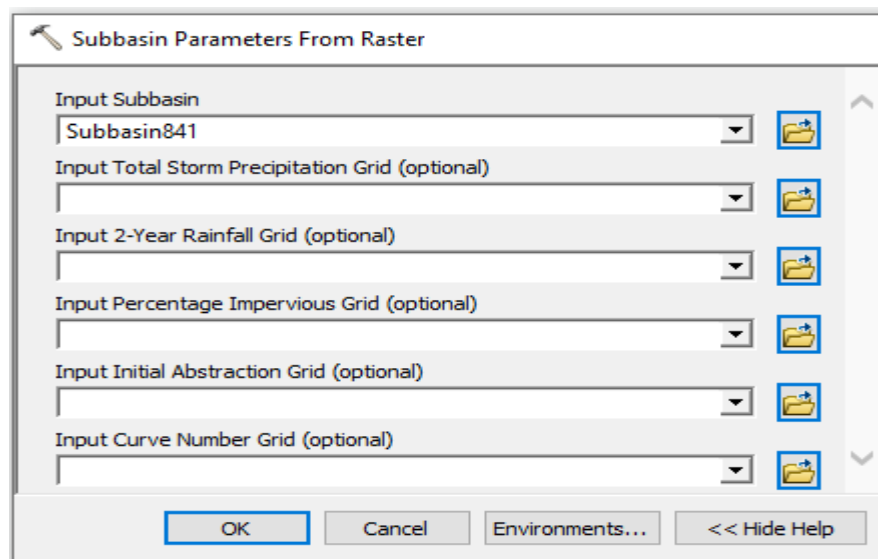 Subbasin Parameters From Raster
Input Subbasin
Subbasin841
Input Total Storm Precipitation Grid (optional)
Input 2-Year Rainfall Grid (optional)
Input Percentage Impervious Grid (optional)
Input Initial Abstraction Grid (optional)
Input Curve Number Grid (optional)
OK Cancel Environments... << Hide Help